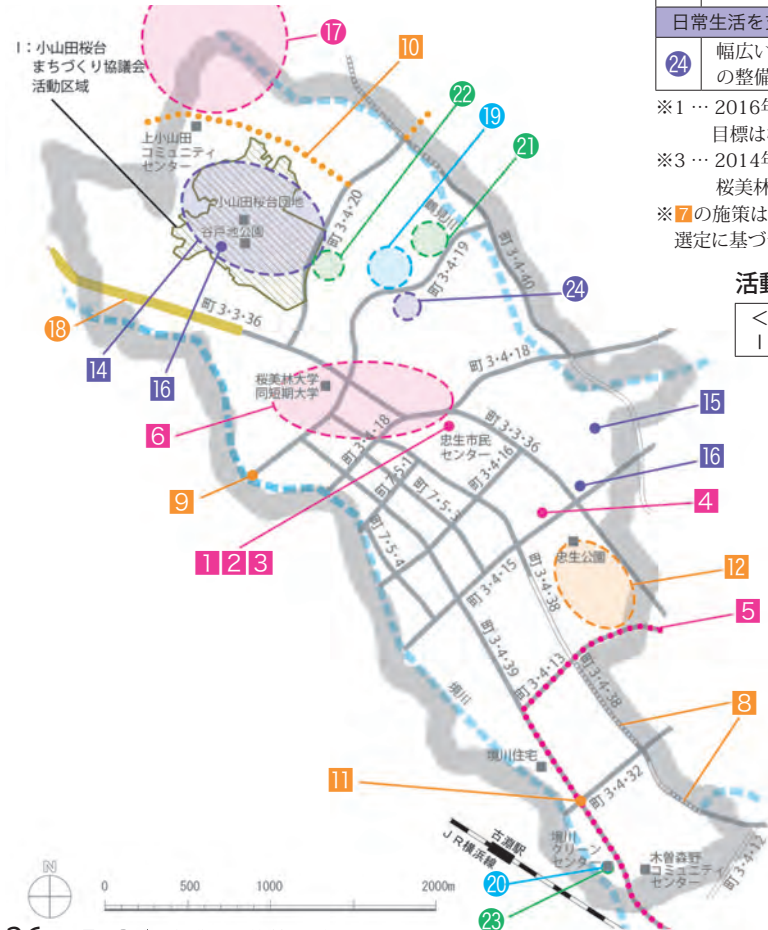 ⑰
10
I:小山田桜台
まちづくり協議会
活動区域
上小山田
コミュニティ
センター
㉒
⑲
㉑
小山田桜台団地
谷戸池公園
町3・4・20
鶴見川
町3・4・19
町3・4・40
㉔
町3・3・36
⑱
14
16
町3・4・18
桜美林大学
同短期大学
6
町3・4・18
忠生市民
センター
町3・3・36
15
町3・4・16
16
町7・5・1
町7・5・3
4
9
1 2 3
町7・5・4
忠生公園
12
町3・4・15
町3・4・38
5
町3・4・39
町3・4・13
町3・4・38
境川
8
境川住宅
11
町3・4・32
古淵駅
JR横浜線
境川
グリーン
センター
木曽森野
コミュニティ
センター
町3・4・12
⑳
㉓
N
0 500 1000 2000m
日常生活を
㉔ 幅広い
の整備
※1 … 2016年
目標は
※3 … 2014年
桜美林
※7の施策は
選定に基づ
活動
<
I